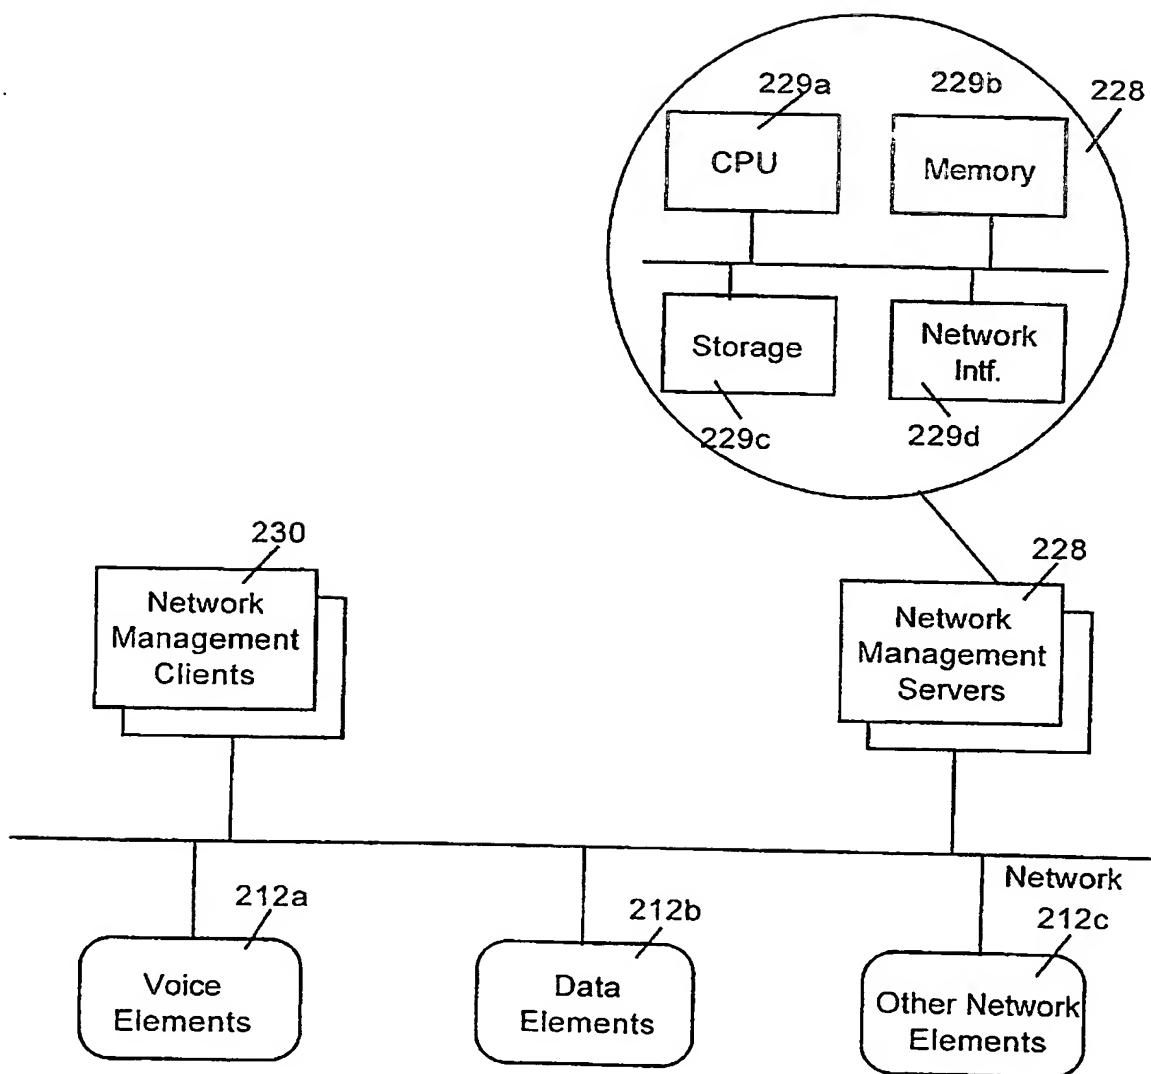 229a
229b
228
CPU
Memory
Storage
Network
Intf.
229c
229d
230
228
Network
Management
Clients
Network
Management
Servers
Network
212a
212b
212c
Voice
Elements
Data
Elements
Other Network
Elements